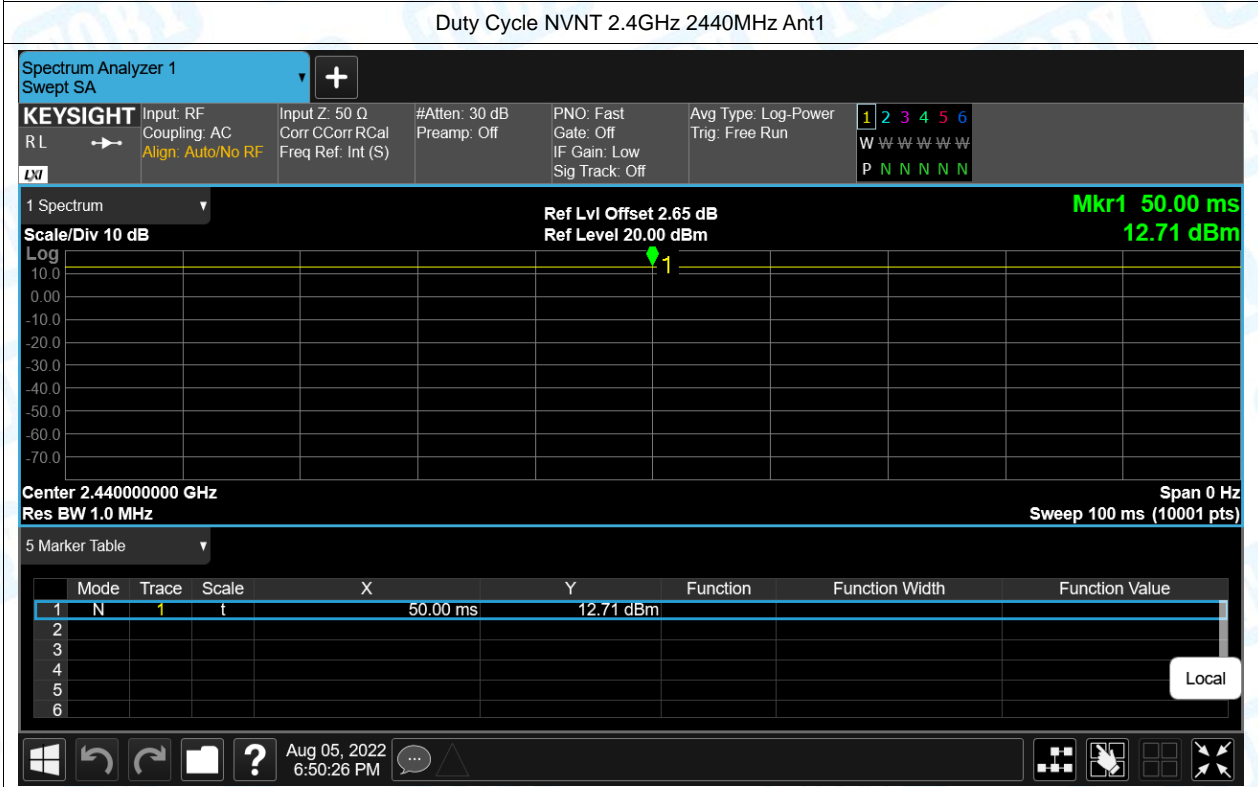 Duty Cycle NVNT 2.4GHz 2440MHz Ant1
Spectrum Analyzer 1
Swept SA
KEYSIGHT
RL
LXI
Input: RF
Coupling: AC
Align: Auto/No RF
Input Z: 50 Ω
Corr CCorr RCal
Freq Ref: Int (S)
#Atten: 30 dB
Preamp: Off
PNO: Fast
Gate: Off
IF Gain: Low
Sig Track: Off
Avg Type: Log-Power
Trig: Free Run
1 2 3 4 5 6
W W W W W W
P N N N N N
1 Spectrum
Scale/Div 10 dB
Ref Lvl Offset 2.65 dB
Ref Level 20.00 dBm
Mkr1 50.00 ms
12.71 dBm
Log
10.0
0.00
-10.0
-20.0
-30.0
-40.0
-50.0
-60.0
-70.0
1
Center 2.440000000 GHz
Res BW 1.0 MHz
Span 0 Hz
Sweep 100 ms (10001 pts)
5 Marker Table
Mode Trace Scale X Y Function Function Width Function Value
1 N 1 t 50.00 ms 12.71 dBm
2
3
4
5
6
Local
?
Aug 05, 2022
6:50:26 PM